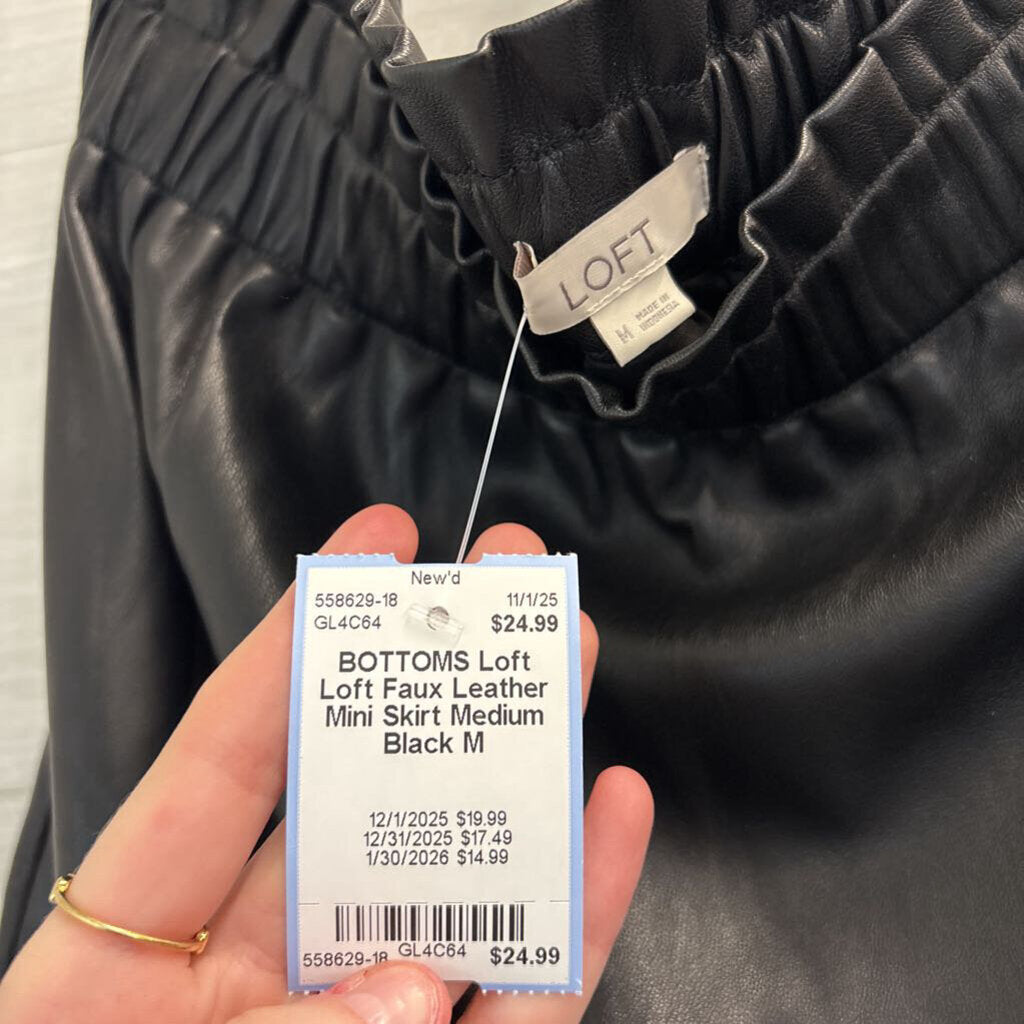 LOFT
M
MADE IN
INDONESIA
New'd
558629-18 11/1/25
GL4C64 $24.99
BOTTOMS Loft
Loft Faux Leather
Mini Skirt Medium
Black M
12/1/2025 $19.99
12/31/2025 $17.49
1/30/2026 $14.99
558629-18 GL4C64 $24.99